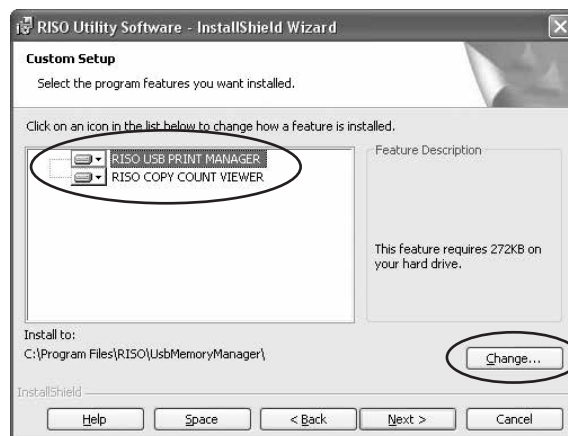 RISO Utility Software - InstallShield Wizard
Custom Setup
Select the program features you want installed.
Click on an icon in the list below to change how a feature is installed.
RISO USB PRINT MANAGER
RISO COPY COUNT VIEWER
Feature Description
This feature requires 272KB on
your hard drive.
Install to:
C:\Program Files\RISO\UsbMemoryManager\
Change...
InstallShield
Help
Space
< Back
Next >
Cancel